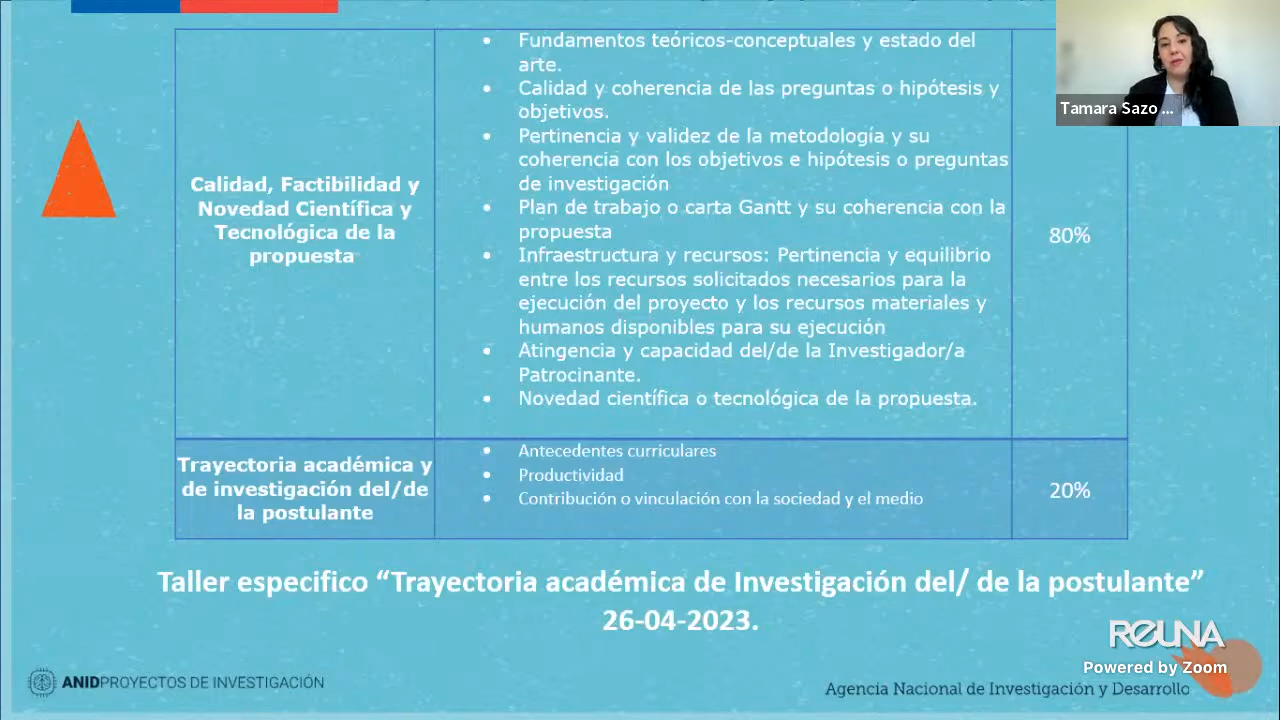 Fundamentos teóricos-conceptuales y estado del
arte.
Calidad y coherencia de las preguntas o hipótesis y
objetivos.
Pertinencia y validez de la metodología y su
coherencia con los objetivos e hipótesis o preguntas
de investigación
Plan de trabajo o carta Gantt y su coherencia con la
propuesta
Infraestructura y recursos: Pertinencia y equilibrio
entre los recursos solicitados necesarios para la
ejecución del proyecto y los recursos materiales y
humanos disponibles para su ejecución
Atingencia y capacidad del/de la Investigador/a
Patrocinante.
Novedad científica o tecnológica de la propuesta.
Calidad, Factibilidad y
Novedad Científica y
Tecnológica de la
propuesta
80%
Tamara Sazo ...
Trayectoria académica y
de investigación del/de
la postulante
Antecedentes curriculares
Productividad
Contribución o vinculación con la sociedad y el medio
20%
Taller especifico “Trayectoria académica de Investigación del/ de la postulante”
26-04-2023.
REUNA
Powered by Zoom
ANIDPROYECTOS DE INVESTIGACIÓN
Agencia Nacional de Investigación y Desarrollo